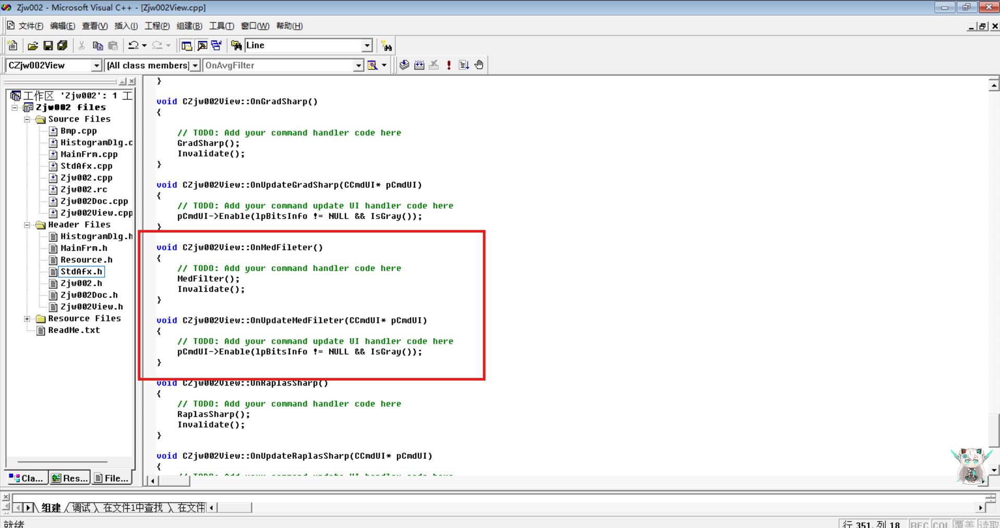 Zjw002 - Microsoft Visual C++ - [Zjw002View.cpp]
文件(F) 编辑(E) 查看(V) 插入(I) 工程(P) 组建(B) 工具(T) 窗口(W) 帮助(H)
Line
CZjw002View [All class members] OnAvgFilter
工作区 'Zjw002': 1 工
Zjw002 files
Source Files
Bmp.cpp
HistogramDlg.c
MainFrm.cpp
StdAfx.cpp
Zjw002.cpp
Zjw002.rc
Zjw002Doc.cpp
Zjw002View.cpp
Header Files
HistogramDlg.h
MainFrm.h
Resource.h
StdAfx.h
Zjw002.h
Zjw002Doc.h
Zjw002View.h
Resource Files
ReadMe.txt
Cla... Res... File...
}
void CZjw002View::OnGradSharp()
{
// TODO: Add your command handler code here
GradSharp();
Invalidate();
}
void CZjw002View::OnUpdateGradSharp(CCmdUI* pCmdUI)
{
// TODO: Add your command update UI handler code here
pCmdUI->Enable(lpBitsInfo != NULL && IsGray());
}
void CZjw002View::OnMedFileter()
{
// TODO: Add your command handler code here
MedFilter();
Invalidate();
}
void CZjw002View::OnUpdateMedFileter(CCmdUI* pCmdUI)
{
// TODO: Add your command update UI handler code here
pCmdUI->Enable(lpBitsInfo != NULL && IsGray());
}
void CZjw002View::OnRaplasSharp()
{
// TODO: Add your command handler code here
RaplasSharp();
Invalidate();
}
void CZjw002View::OnUpdateRaplasSharp(CCmdUI* pCmdUI)
{
// TODO: Add your command update UI handler code here
组建 调试 在文件1中查找 在文件
就绪
行 351, 列 18 REC COL 覆盖 读取